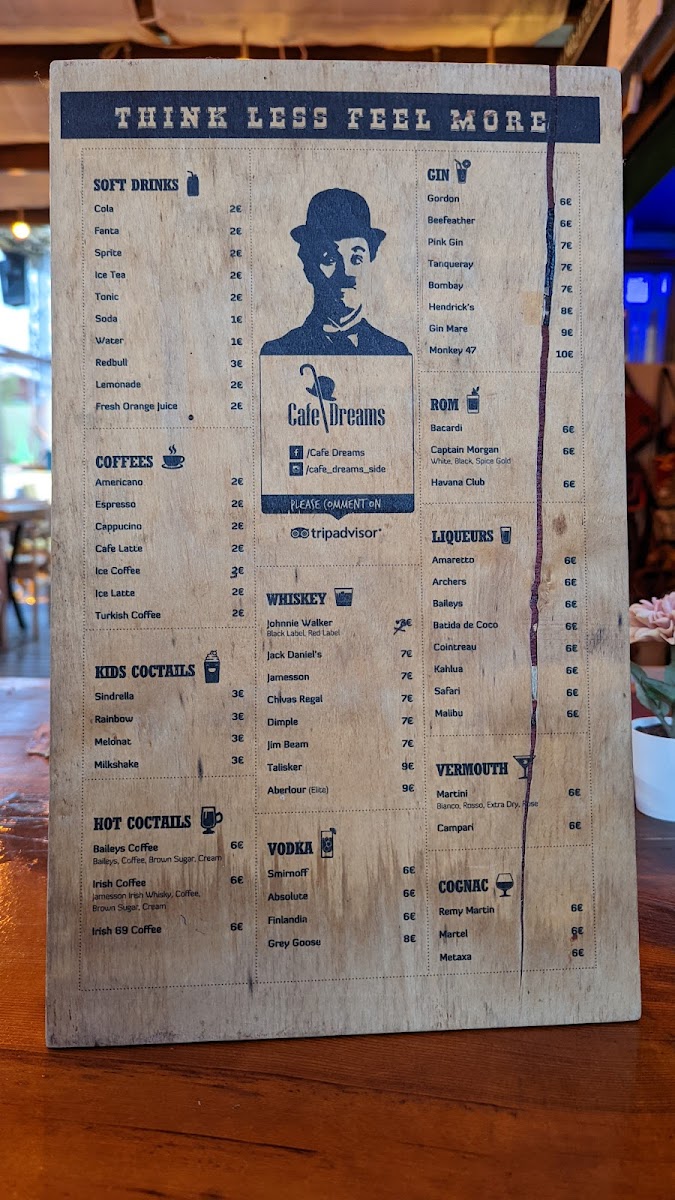 THINK LESS FEEL MORE
SOFT DRINKS
Cola 2€
Fanta 2€
Sprite 2€
Ice Tea 2€
Tonic 2€
Soda 1€
Water 1€
Redbull 3€
Lemonade 2€
Fresh Orange Juice 2€
COFFEES
Americano 2€
Espresso 2€
Cappucino 2€
Cafe Latte 2€
Ice Coffee 3€
Ice Latte 2€
Turkish Coffee 2€
KIDS COCTAILS
Sindrella 3€
Rainbow 3€
Melonat 3€
Milkshake 3€
HOT COCTAILS
Baileys Coffee 6€
Baileys, Coffee, Brown Sugar, Cream
Irish Coffee 6€
Jamesson Irish Whisky, Coffee,
Brown Sugar, Cream
Irish 69 Coffee 6€
Cafe Dreams
/Cafe Dreams
/cafe_dreams_side
PLEASE COMMENT ON
tripadvisor
WHISKEY
Johnnie Walker
Black Label, Red Label
Jack Daniel's 7€
Jamesson 7€
Chivas Regal 7€
Dimple 7€
Jim Beam 7€
Talisker 9€
Aberlour (Elite) 9€
VODKA
Smirnoff 6€
Absolute 6€
Finlandia 6€
Grey Goose 8€
GIN
Gordon 6€
Beefeather 6€
Pink Gin 7€
Tanqueray 7€
Bombay 7€
Hendrick's 8€
Gin Mare 9€
Monkey 47 10€
ROM
Bacardi 6€
Captain Morgan 6€
White, Black, Spice Gold
Havana Club 6€
LIQUEURS
Amaretto 6€
Archers 6€
Baileys 6€
Batida de Coco 6€
Cointreau 6€
Kahlua 6€
Safari 6€
Malibu 6€
VERMOUTH
Martini 6€
Bianco, Rosso, Extra Dry, Rose
Campari 6€
COGNAC
Remy Martin 6€
Martel 6€
Metaxa 6€